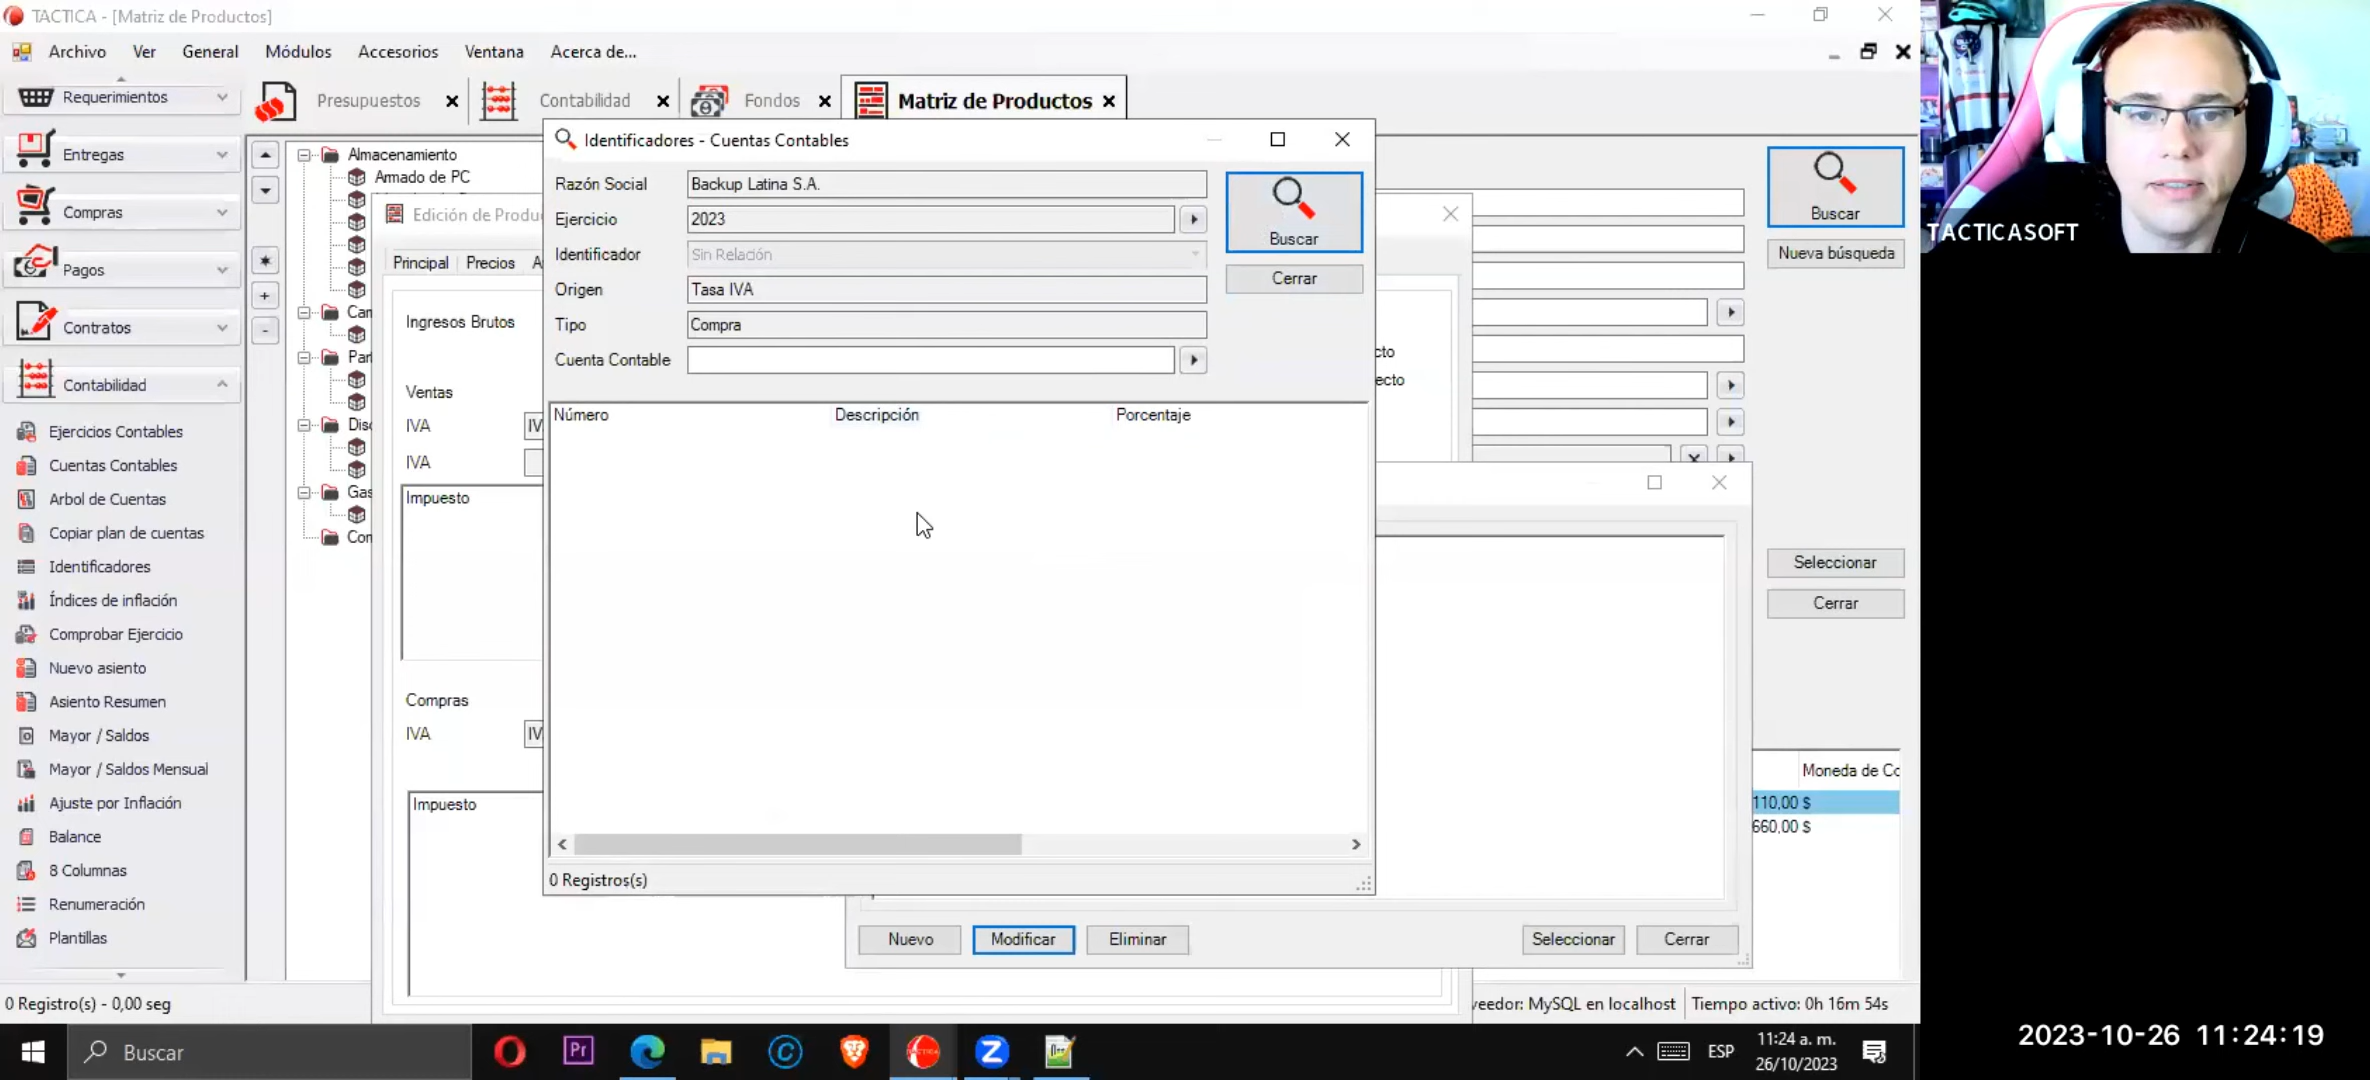 TACTICA - [Matriz de Productos]
Archivo Ver General Módulos Accesorios Ventana Acerca de...
Requerimientos
Presupuestos
Contabilidad
Fondos
Matriz de Productos
Entregas
Compras
Pagos
Contratos
Contabilidad
Ejercicios Contables
Cuentas Contables
Arbol de Cuentas
Copiar plan de cuentas
Identificadores
Índices de inflación
Comprobar Ejercicio
Nuevo asiento
Asiento Resumen
Mayor / Saldos
Mayor / Saldos Mensual
Ajuste por Inflación
Balance
8 Columnas
Renumeración
Plantillas
Almacenamiento
Armado de PC
Edición de Produ
Principal Precios
Ingresos Brutos
Ventas
IVA
IVA
Impuesto
Compras
IVA
Impuesto
Identificadores - Cuentas Contables
Razón Social Backup Latina S.A.
Ejercicio 2023
Identificador Sin Relación
Origen Tasa IVA
Tipo Compra
Cuenta Contable
Buscar
Cerrar
Número Descripción Porcentaje
0 Registros(s)
Nuevo Modificar Eliminar Seleccionar Cerrar
Buscar
Nueva búsqueda
Seleccionar
Cerrar
Moneda de Co
110,00 $
660,00 $
0 Registro(s) - 0,00 seg
veedor: MySQL en localhost Tiempo activo: 0h 16m 54s
Buscar
Pr
ESP
11:24 a. m.
26/10/2023
TACTICASOFT
2023-10-26 11:24:19